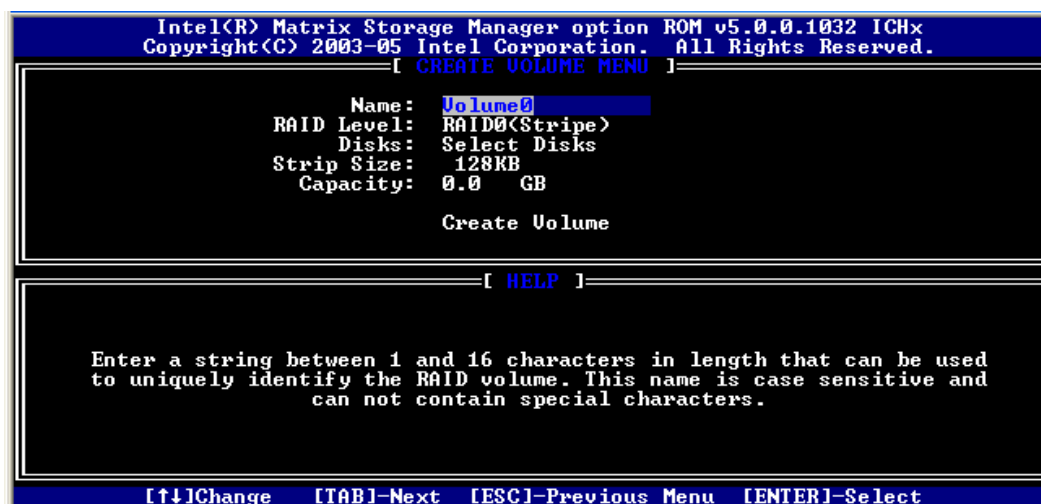 Intel(R) Matrix Storage Manager option ROM v5.0.0.1032 ICHx
Copyright(C) 2003-05 Intel Corporation. All Rights Reserved.
[ CREATE VOLUME MENU ]
Name: Volume0
RAID Level: RAID0(Stripe)
Disks: Select Disks
Strip Size: 128KB
Capacity: 0.0 GB
Create Volume
[ HELP ]
Enter a string between 1 and 16 characters in length that can be used
to uniquely identify the RAID volume. This name is case sensitive and
can not contain special characters.
[↑↓]Change [TAB]-Next [ESC]-Previous Menu [ENTER]-Select